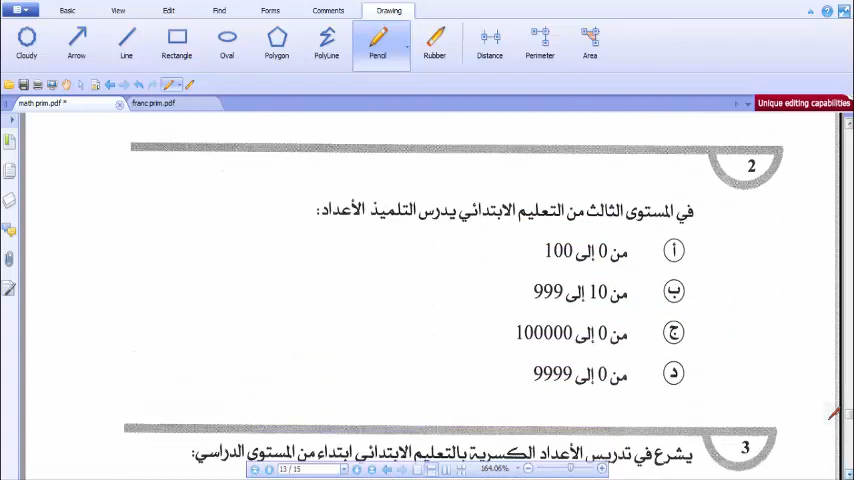 Basic View Edit Find Forms Comments Drawing
Cloudy Arrow Line Rectangle Oval Polygon PolyLine Pencil Rubber Distance Perimeter Area
math prim.pdf * franc prim.pdf Unique editing capabilities
2
في المستوى الثالث من التعليم الابتدائي يدرس التلميذ الأعداد:
أ من 0 إلى 100
ب من 10 إلى 999
ج من 0 إلى 100000
د من 0 إلى 9999
3
يشرع في تدريس الأعداد الكسرية بالتعليم الابتدائي ابتداء من المستوى الدراسي:
13 / 15 164.06%